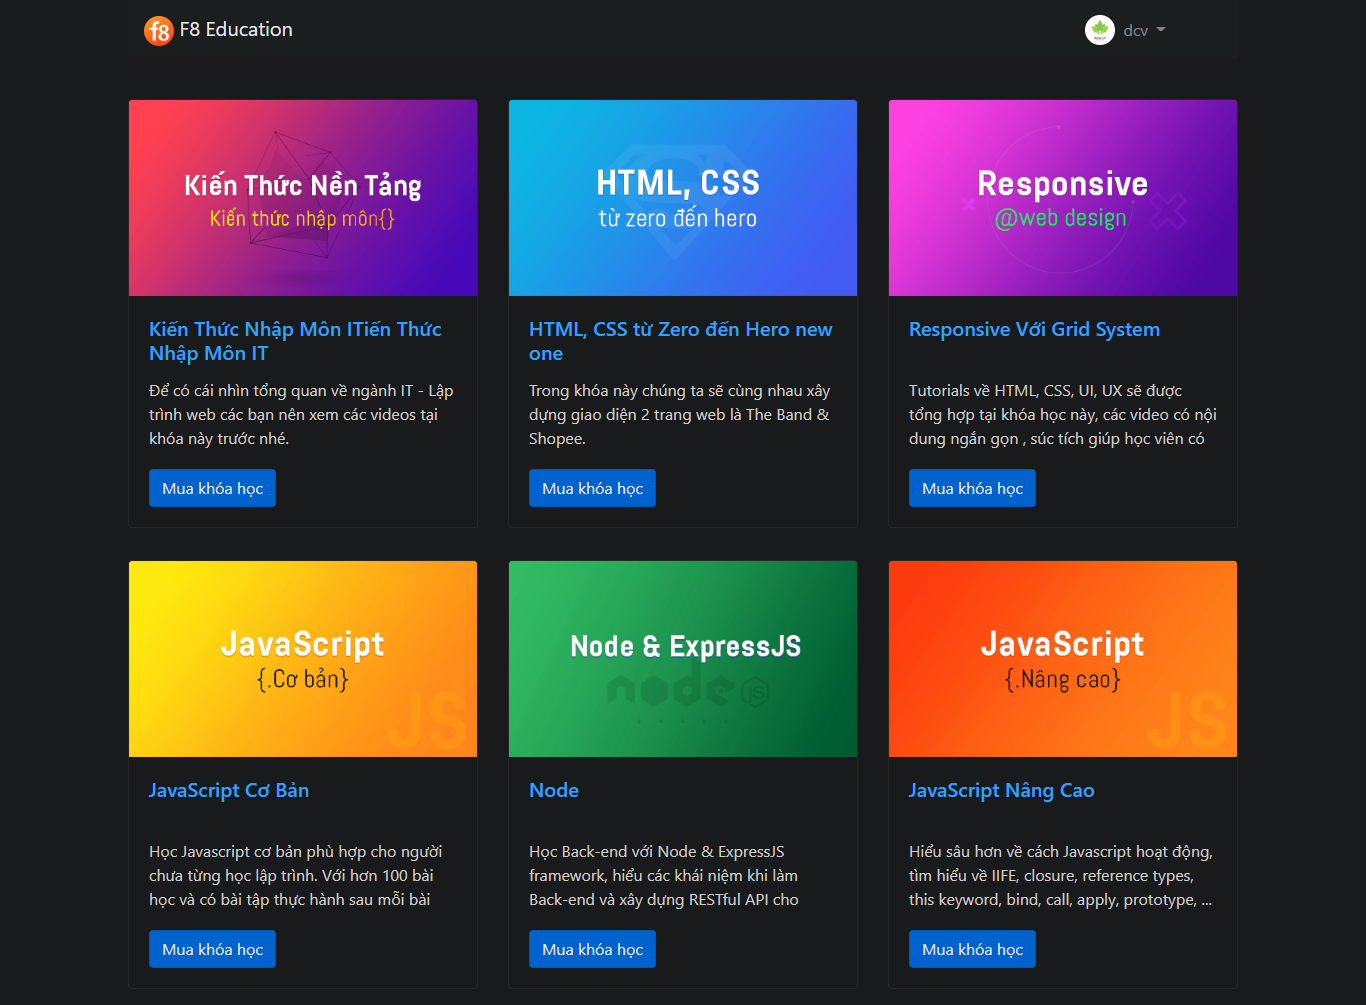 f8 F8 Education
dcv
Kiến Thức Nền Tảng
Kiến thức nhập môn{}
Kiến Thức Nhập Môn ITiến Thức
Nhập Môn IT
Để có cái nhìn tổng quan về ngành IT - Lập
trình web các bạn nên xem các videos tại
khóa này trước nhé.
Mua khóa học
HTML, CSS
từ zero đến hero
HTML, CSS từ Zero đến Hero new
one
Trong khóa này chúng ta sẽ cùng nhau xây
dựng giao diện 2 trang web là The Band &
Shopee.
Mua khóa học
Responsive
@web design
Responsive Với Grid System
Tutorials về HTML, CSS, UI, UX sẽ được
tổng hợp tại khóa học này, các video có nội
dung ngắn gọn , súc tích giúp học viên có
Mua khóa học
JavaScript
{.Cơ bản}
JS
JavaScript Cơ Bản
Học Javascript cơ bản phù hợp cho người
chưa từng học lập trình. Với hơn 100 bài
học và có bài tập thực hành sau mỗi bài
Mua khóa học
Node & ExpressJS
node JS
Node
Học Back-end với Node & ExpressJS
framework, hiểu các khái niệm khi làm
Back-end và xây dựng RESTful API cho
Mua khóa học
JavaScript
{.Nâng cao}
JS
JavaScript Nâng Cao
Hiểu sâu hơn về cách Javascript hoạt động,
tìm hiểu về IIFE, closure, reference types,
this keyword, bind, call, apply, prototype, ...
Mua khóa học